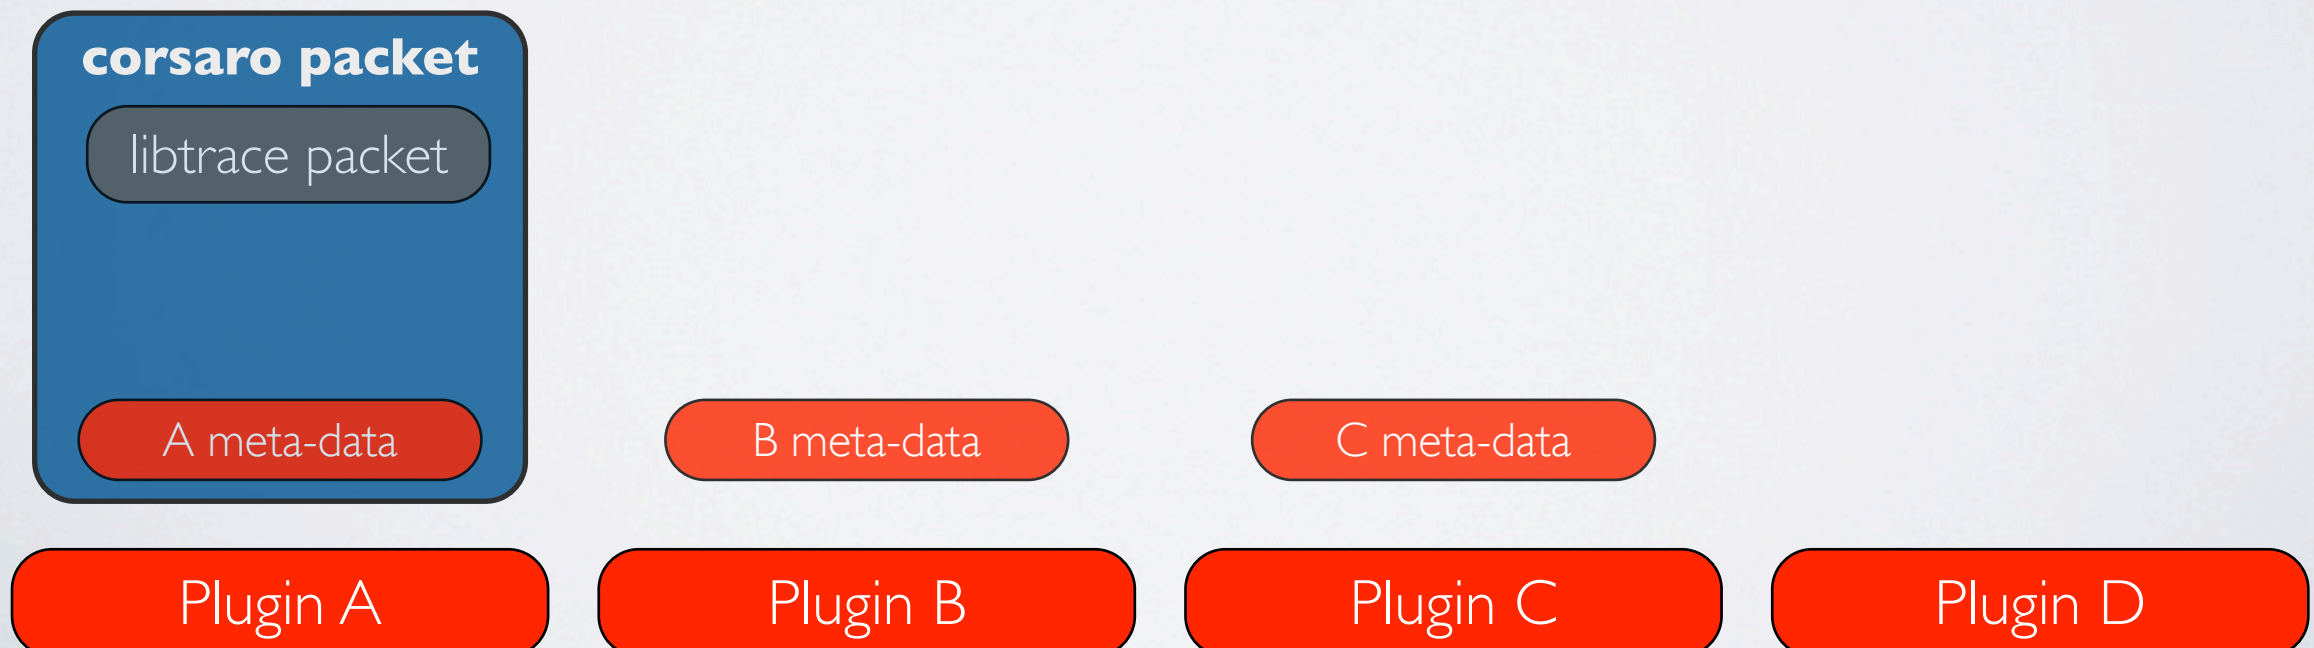 corsaro packet
libtrace packet
A meta-data
B meta-data
C meta-data
Plugin A
Plugin B
Plugin C
Plugin D